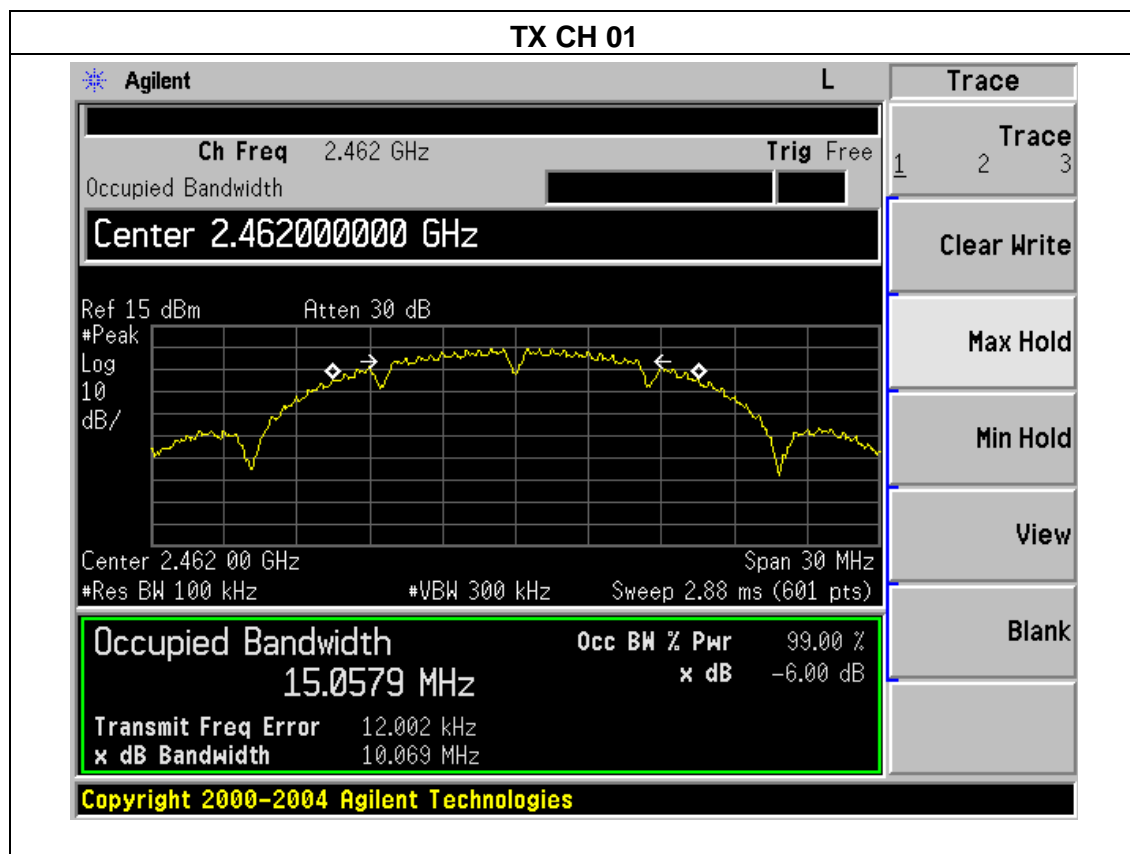 TX CH 01
Agilent L Trace
Ch Freq 2.462 GHz Trig Free
Occupied Bandwidth
Center 2.462000000 GHz
Ref 15 dBm Atten 30 dB
#Peak
Log
10
dB/
Center 2.462 00 GHz Span 30 MHz
#Res BW 100 kHz #VBW 300 kHz Sweep 2.88 ms (601 pts)
Occupied Bandwidth Occ BW % Pwr 99.00 %
15.0579 MHz x dB -6.00 dB
Transmit Freq Error 12.002 kHz
x dB Bandwidth 10.069 MHz
Copyright 2000-2004 Agilent Technologies
Trace
1 2 3
Clear Write
Max Hold
Min Hold
View
Blank